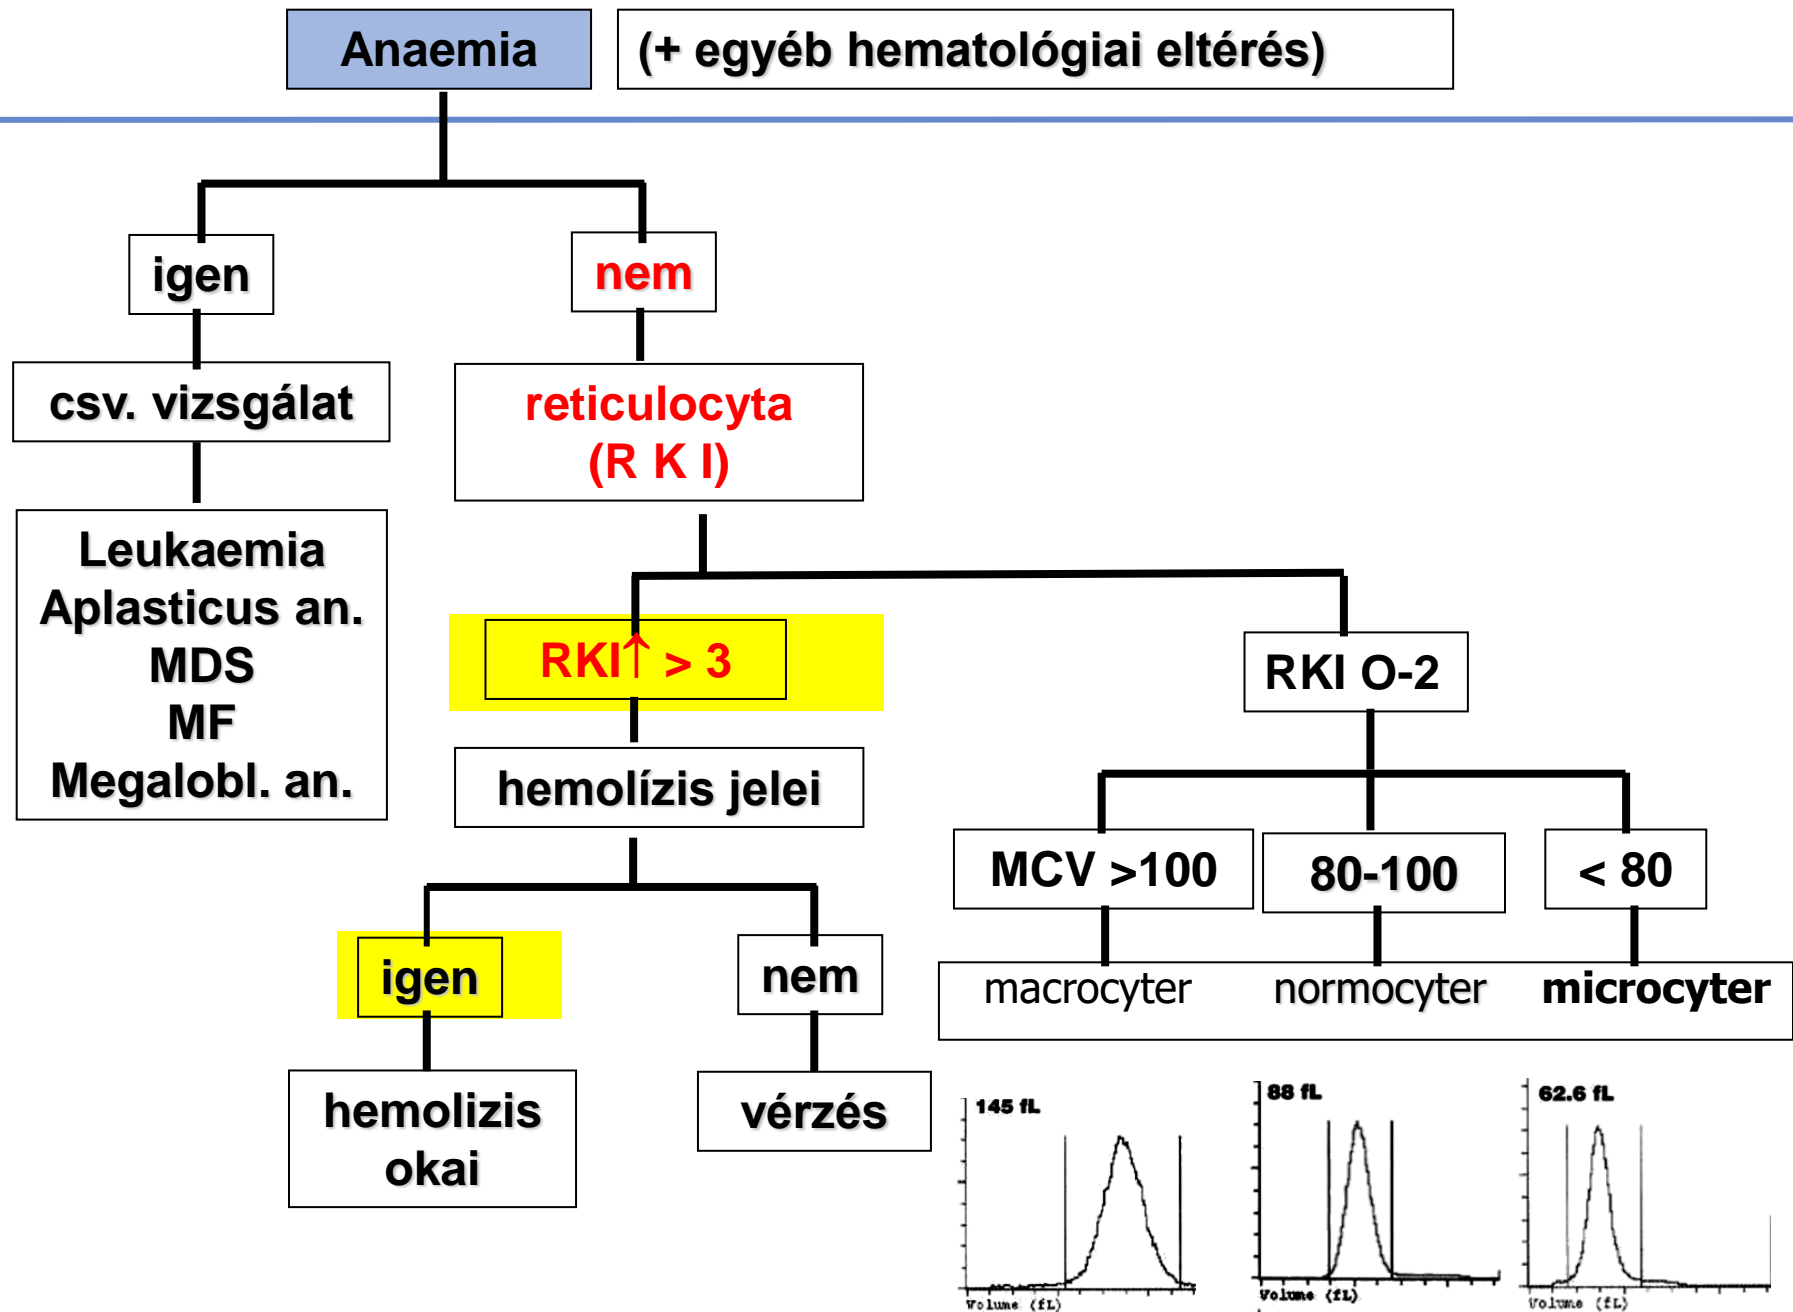 Anaemia
(+ egyéb hematológiai eltérés)
igen
nem
csv. vizsgálat
reticulocyta
(R K I)
Leukaemia
Aplasticus an.
MDS
MF
Megalobl. an.
RKI↑ > 3
RKI O-2
hemolízis jelei
MCV >100
80-100
< 80
igen
nem
macrocyter
normocyter
microcyter
hemolizis
okai
vérzés
145 fL
88 fL
62.6 fL
Volume (fL)
Volume (fL)
Volume (fL)